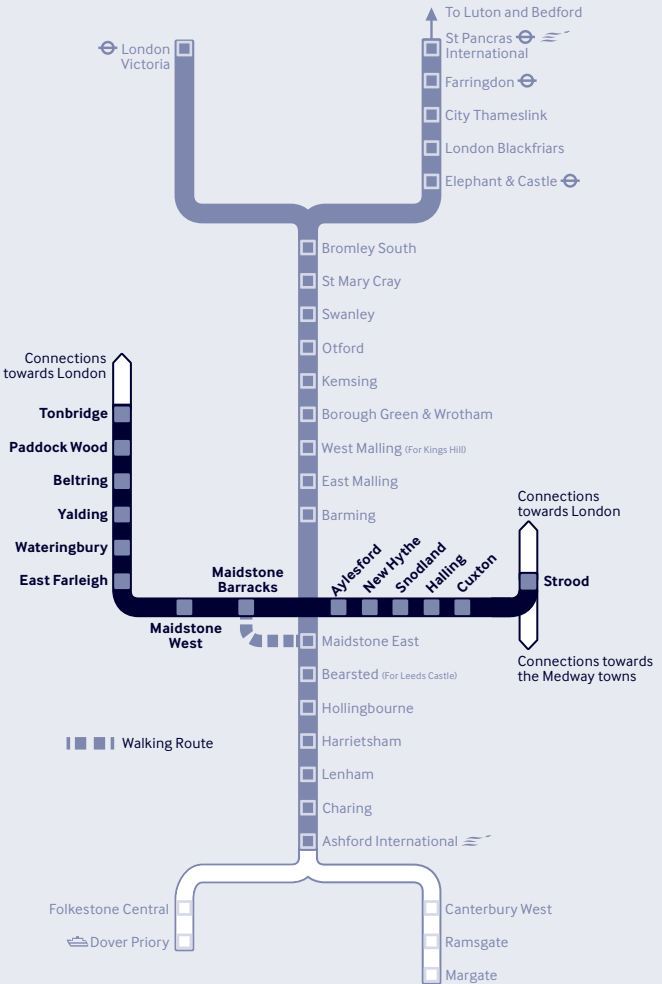 To Luton and Bedford
St Pancras
International
London
Victoria
Farringdon
City Thameslink
London Blackfriars
Elephant & Castle
Bromley South
St Mary Cray
Swanley
Otford
Connections
towards London
Kemsing
Tonbridge
Borough Green & Wrotham
Paddock Wood
West Malling (For Kings Hill)
Beltring
East Malling
Connections
towards London
Yalding
Barming
Wateringbury
East Farleigh
Maidstone
Barracks
Aylesford
New Hythe
Snodland
Halling
Cuxton
Strood
Maidstone
West
Maidstone East
Connections towards
the Medway towns
Bearsted (For Leeds Castle)
Hollingbourne
Walking Route
Harrietsham
Lenham
Charing
Ashford International
Folkestone Central
Canterbury West
Dover Priory
Ramsgate
Margate